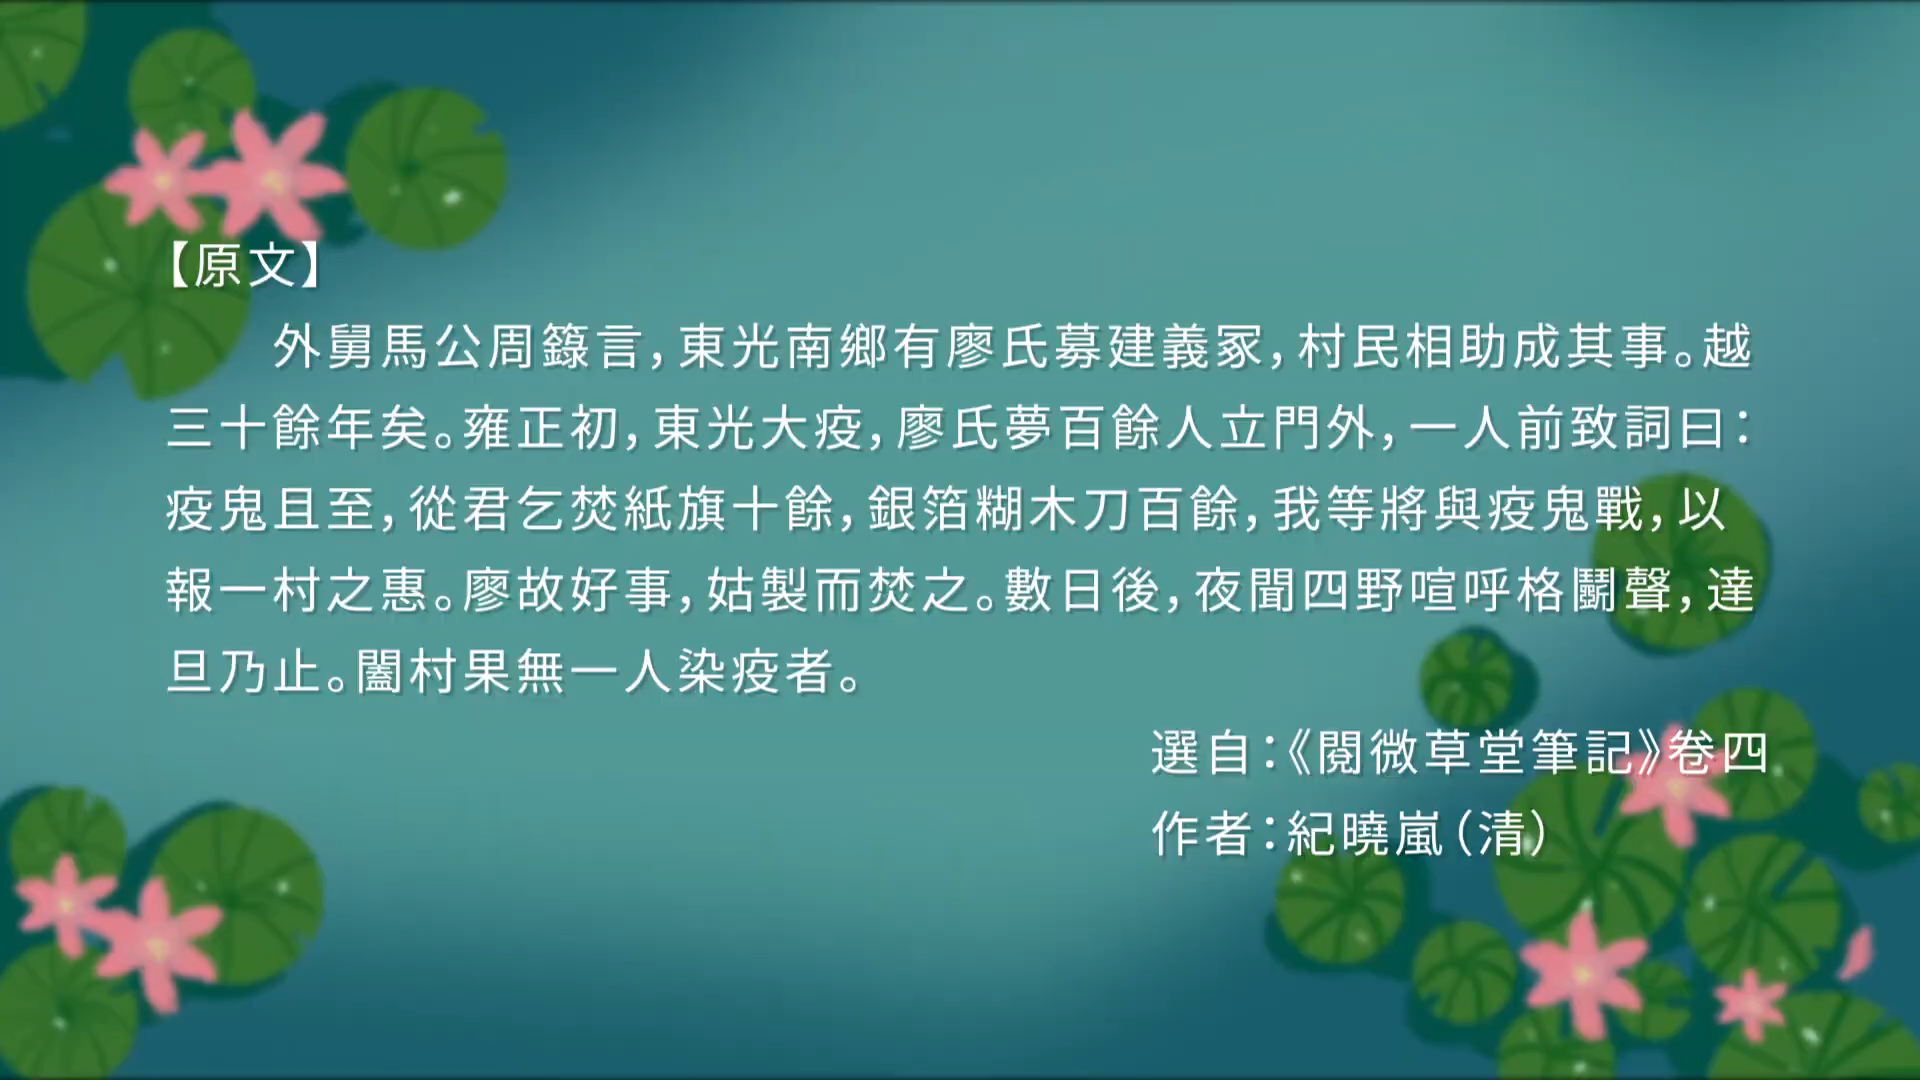 【原文】
外舅馬公周籙言，東光南鄉有廖氏募建義冢，村民相助成其事。越
三十餘年矣。雍正初，東光大疫，廖氏夢百餘人立門外，一人前致詞曰：
疫鬼且至，從君乞焚紙旗十餘，銀箔糊木刀百餘，我等將與疫鬼戰，以
報一村之惠。廖故好事，姑製而焚之。數日後，夜聞四野喧呼格鬬聲，達
旦乃止。闔村果無一人染疫者。
選自：《閱微草堂筆記》卷四
作者：紀曉嵐（清）